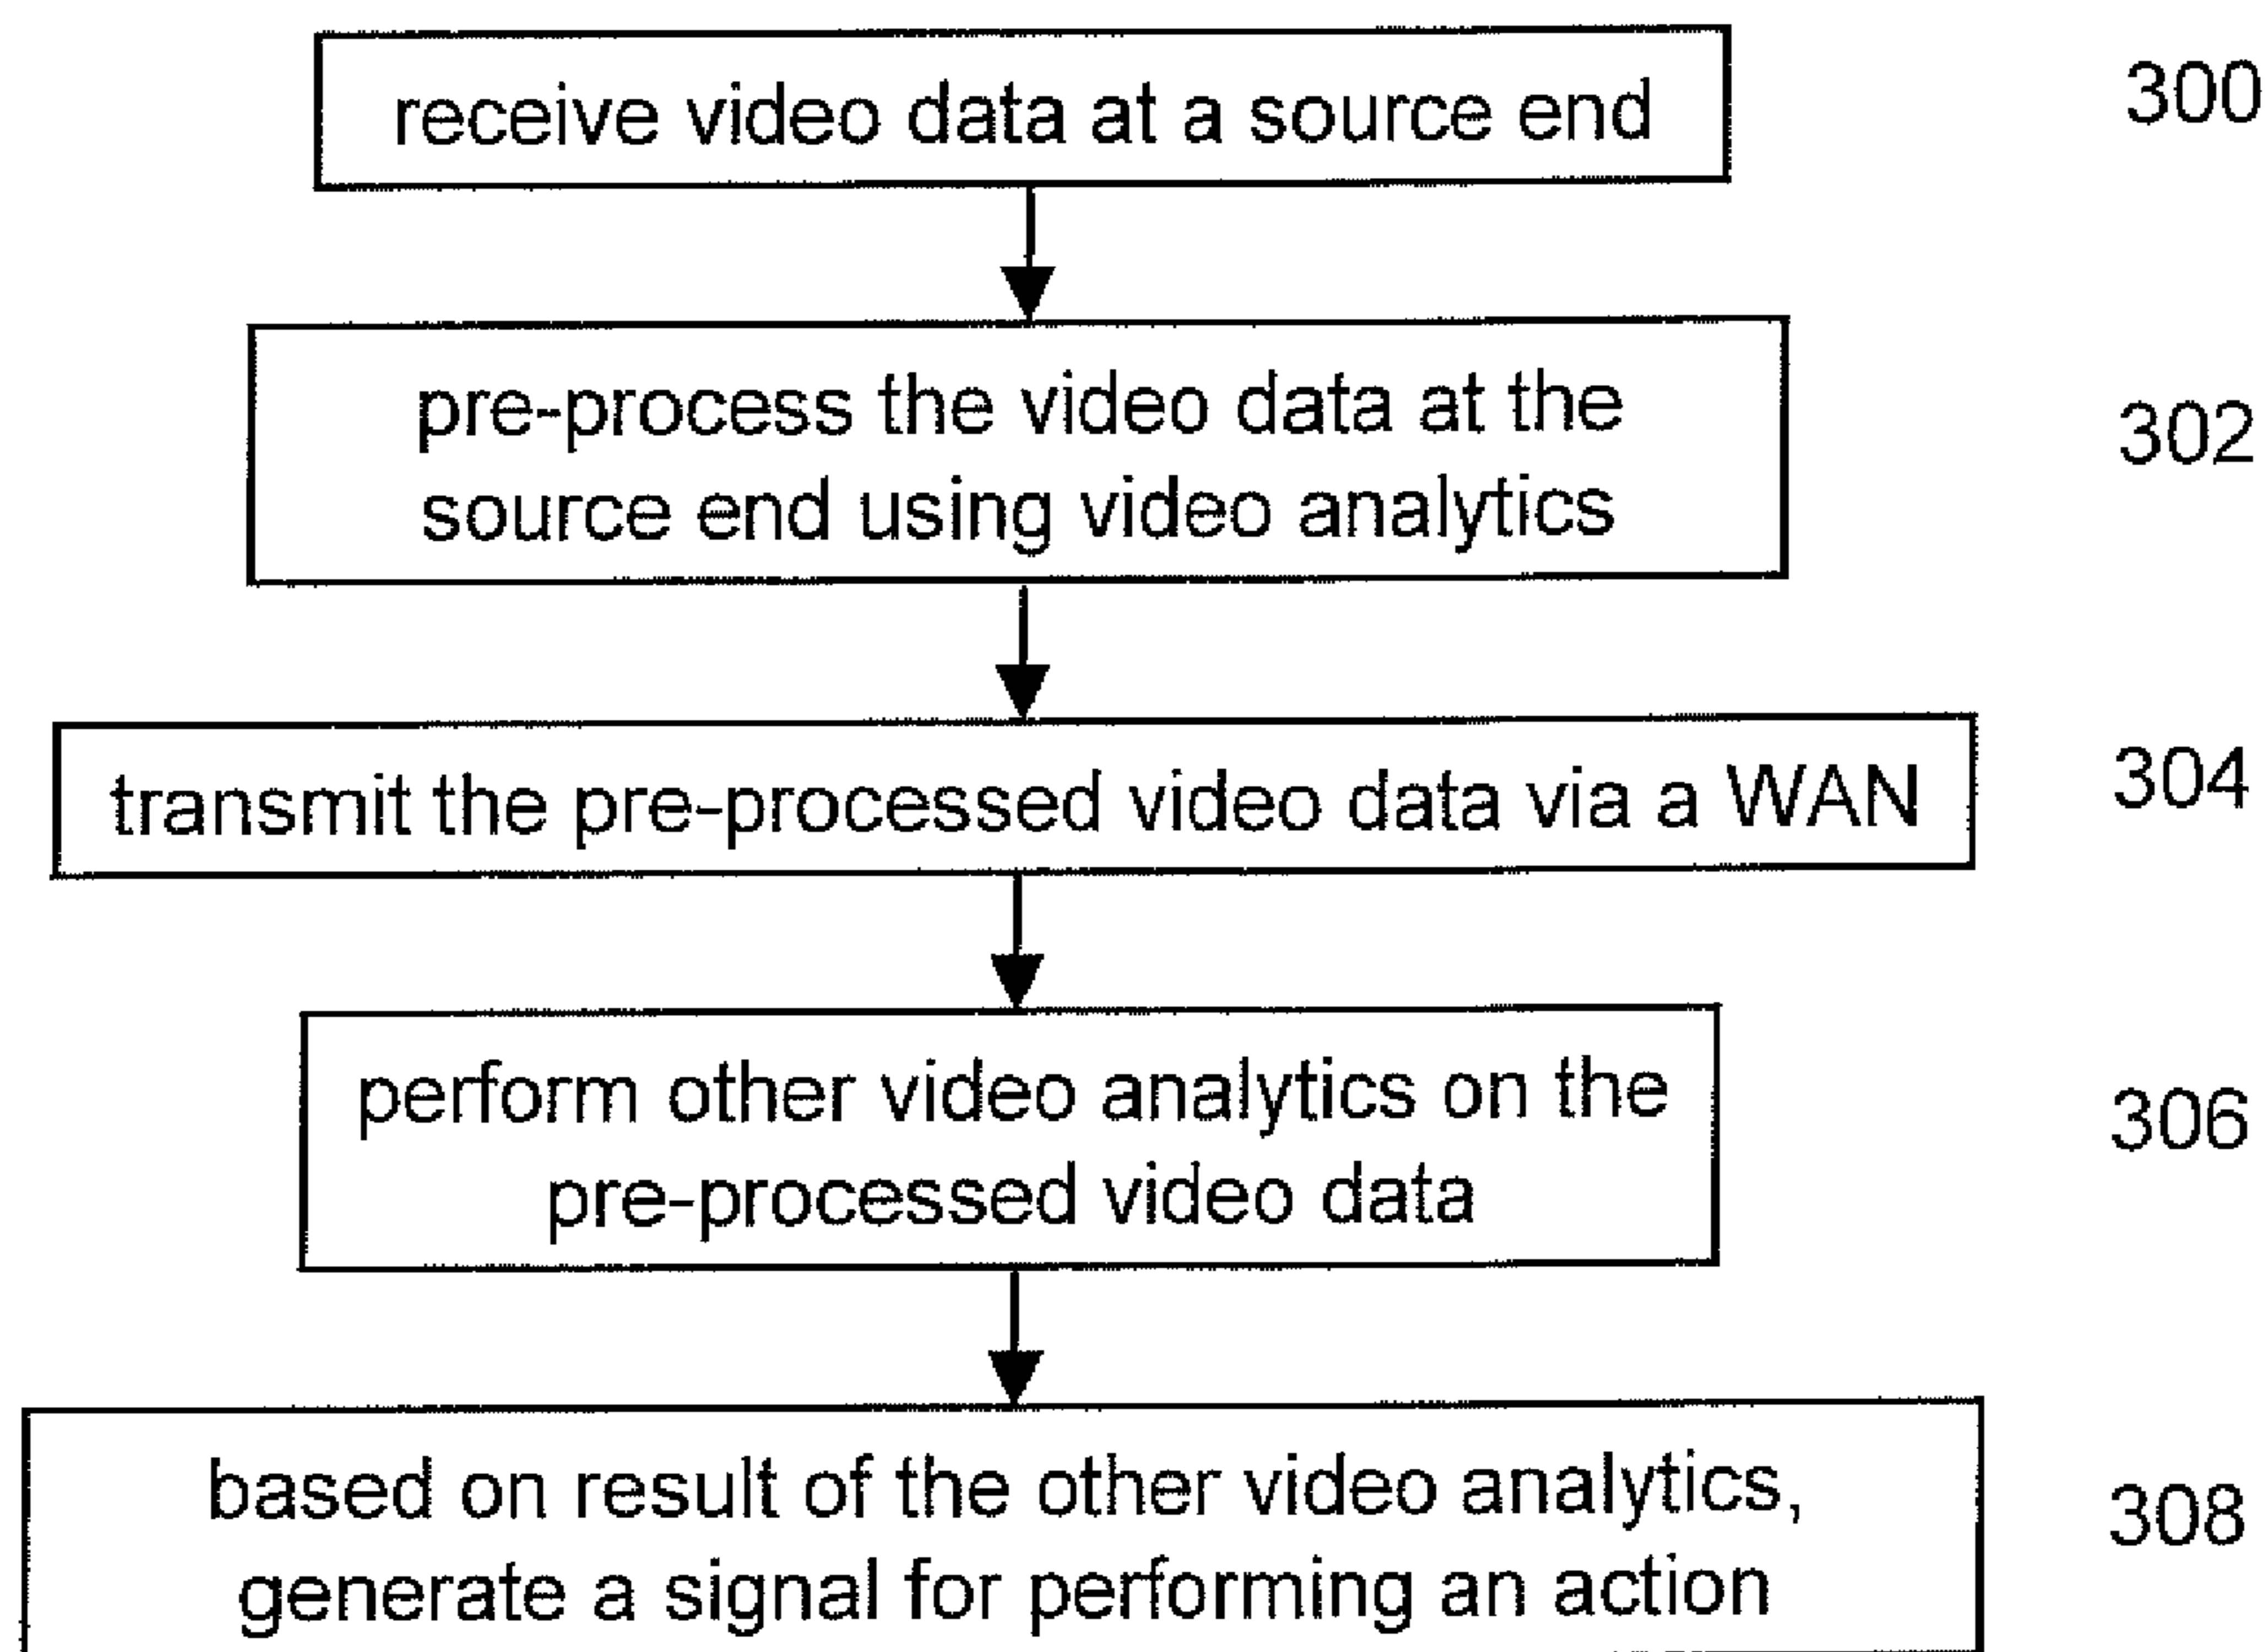 receive video data at a source end
300
pre-process the video data at the
source end using video analytics
302
transmit the pre-processed video data via a WAN
304
perform other video analytics on the
pre-processed video data
306
based on result of the other video analytics,
generate a signal for performing an action
308